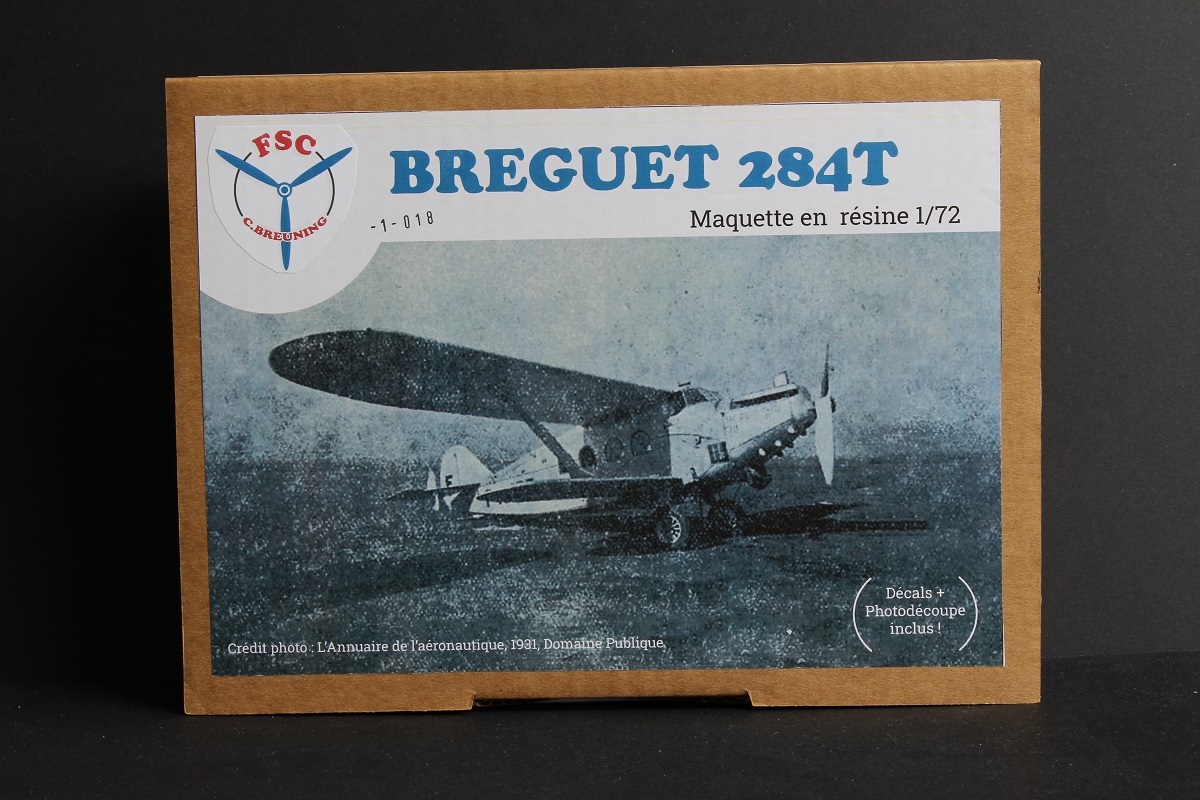 FSC
C.BREUNING
BREGUET 284T
-1-018
Maquette en résine 1/72
F
Décals +
Photodécoupe
inclus !
Crédit photo : L'Annuaire de l'aéronautique, 1931, Domaine Publique.